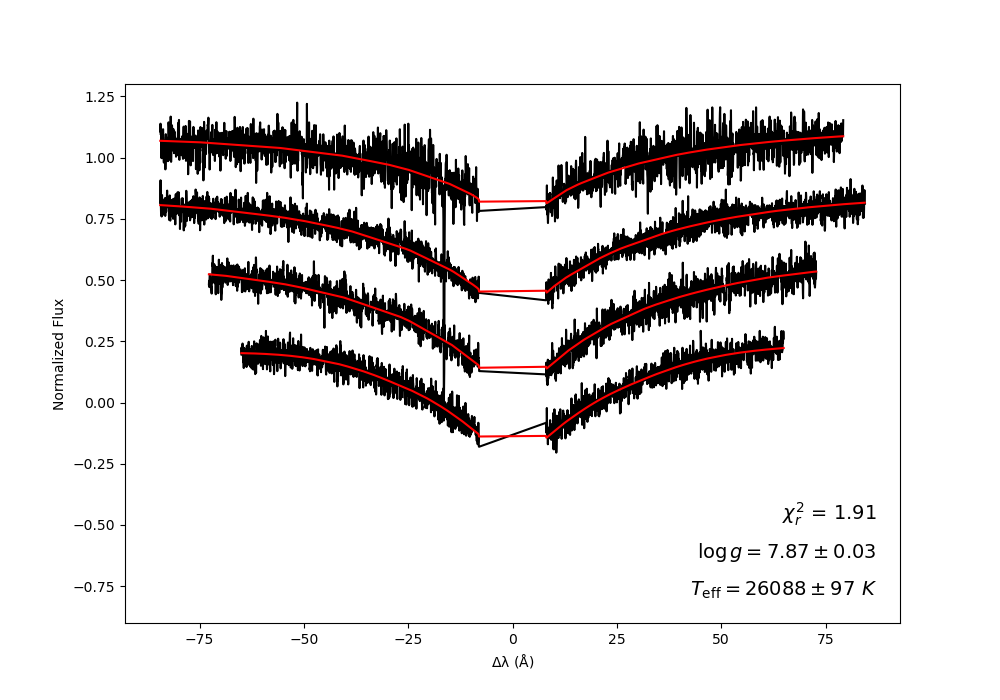 1.25
1.00
0.75
0.50
0.25
0.00
−0.25
−0.50
−0.75
Normalized Flux
χ²ᵣ = 1.91
log g = 7.87 ± 0.03
T_eff = 26088 ± 97 K
−75 −50 −25 0 25 50 75
Δλ (Å)